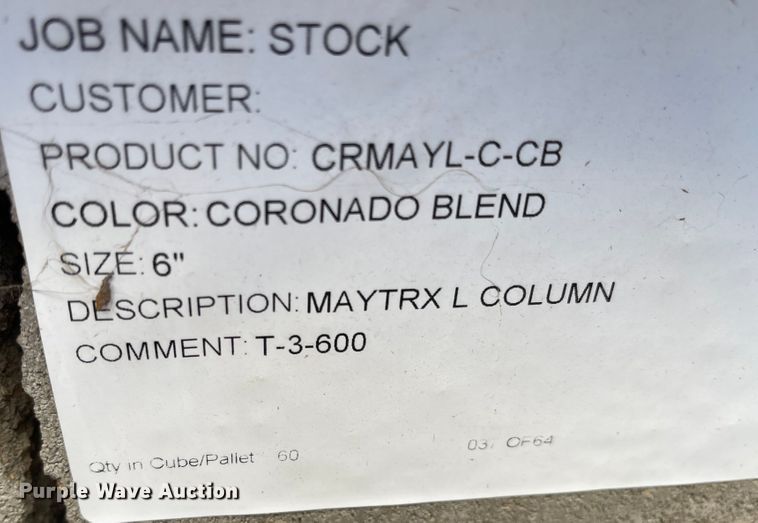 JOB NAME: STOCK
CUSTOMER:
PRODUCT NO: CRMAYL-C-CB
COLOR: CORONADO BLEND
SIZE: 6"
DESCRIPTION: MAYTRX L COLUMN
COMMENT: T-3-600
Qty in Cube/Pallet 60 OF64
Purple Wave Auction